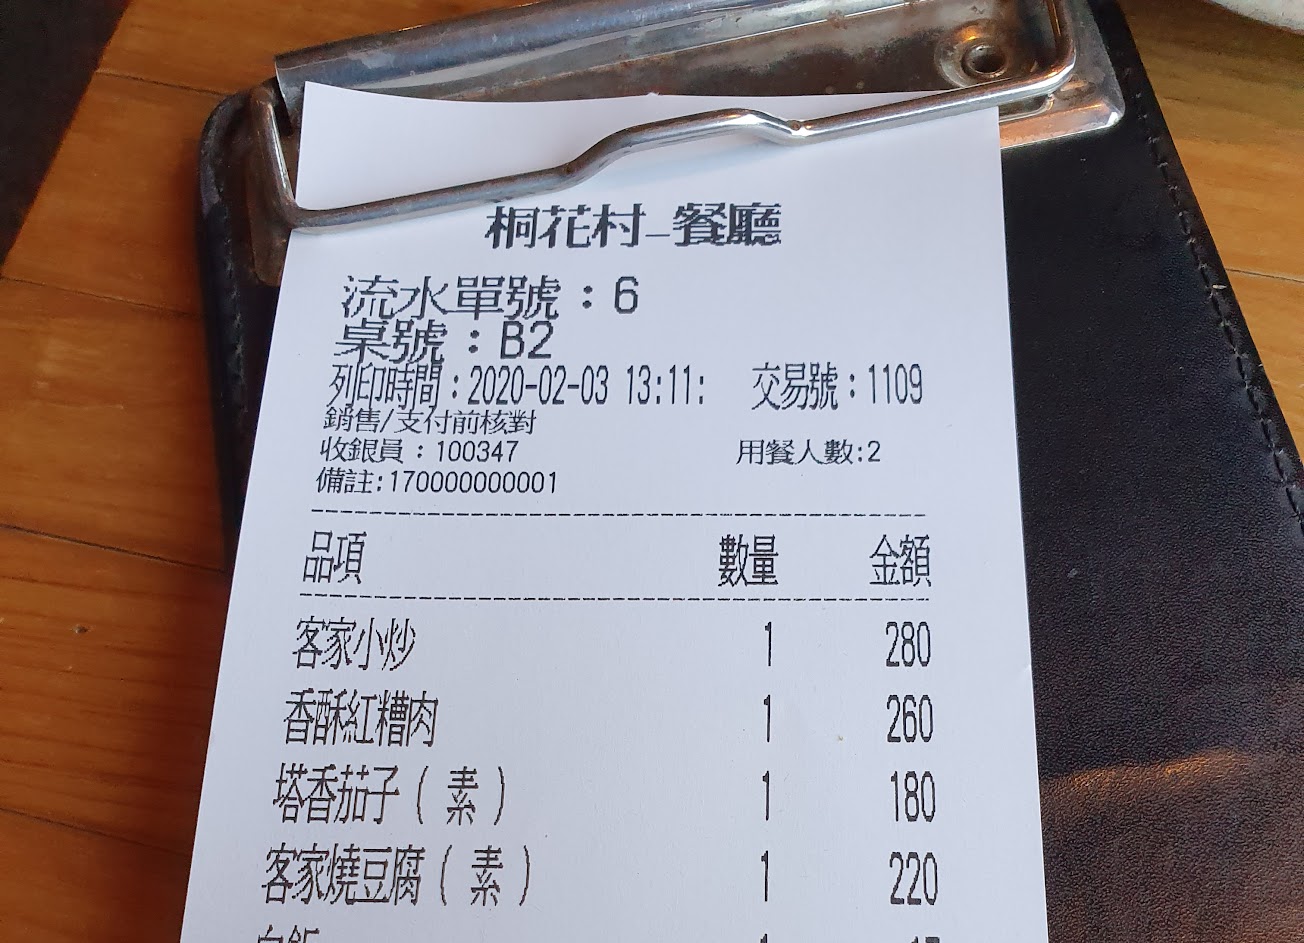 桐花村_餐廳
流水單號：6
桌號：B2
列印時間：2020-02-03 13:11: 交易號：1109
銷售/支付前核對
收銀員：100347 用餐人數:2
備註:170000000001
品項 數量 金額
客家小炒 1 280
香酥紅糟肉 1 260
塔香茄子(素) 1 180
客家燒豆腐(素) 1 220